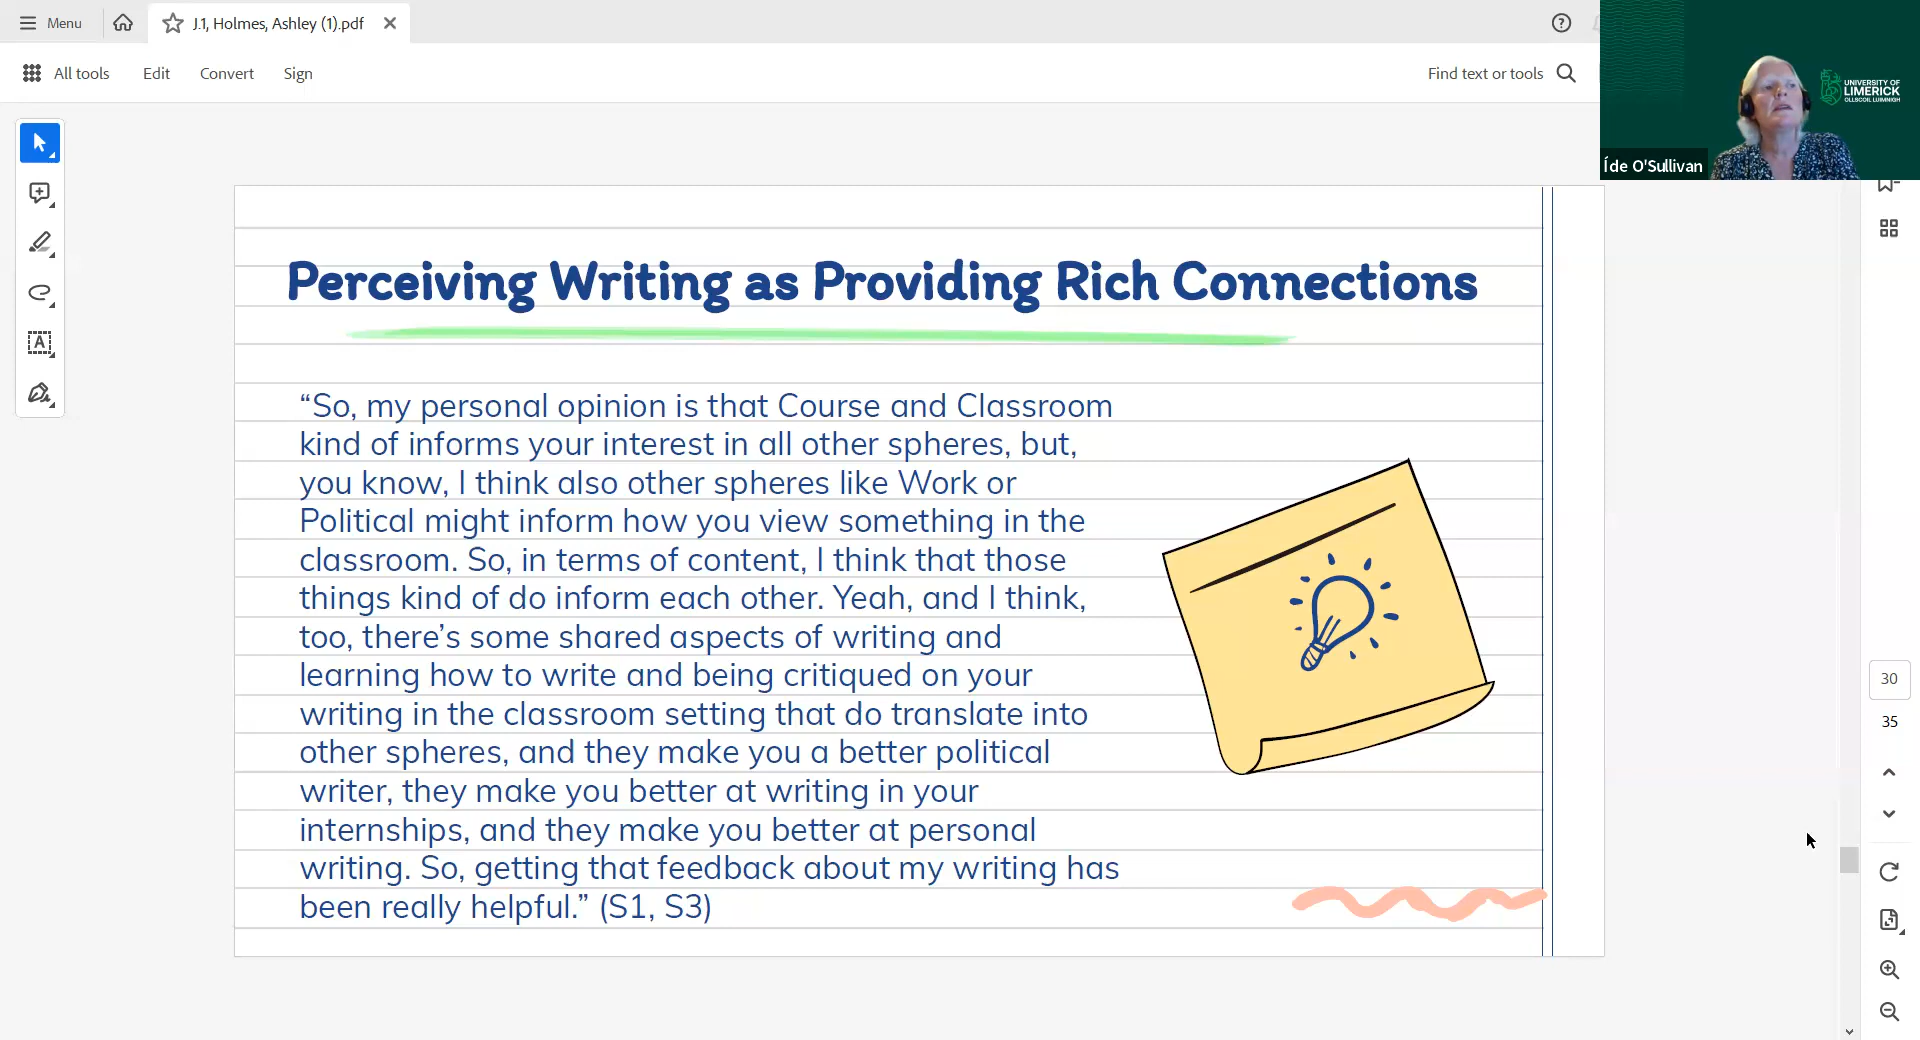 Menu
J.1, Holmes, Ashley (1).pdf
All tools
Edit
Convert
Sign
Find text or tools
UNIVERSITY OF
LIMERICK
OLLSCOIL LUIMNIGH
Íde O'Sullivan
Perceiving Writing as Providing Rich Connections
“So, my personal opinion is that Course and Classroom
kind of informs your interest in all other spheres, but,
you know, I think also other spheres like Work or
Political might inform how you view something in the
classroom. So, in terms of content, I think that those
things kind of do inform each other. Yeah, and I think,
too, there’s some shared aspects of writing and
learning how to write and being critiqued on your
writing in the classroom setting that do translate into
other spheres, and they make you a better political
writer, they make you better at writing in your
internships, and they make you better at personal
writing. So, getting that feedback about my writing has
been really helpful.” (S1, S3)
30
35